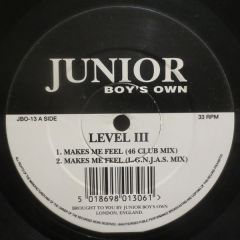 JUNIOR
BOY'S OWN
JBO-13 A SIDE
33 RPM
LEVEL III
1. MAKES ME FEEL (46 CLUB MIX)
2. MAKES ME FEEL (L.G.N.J.A.S. MIX)
5 018698 013061 >
BROUGHT TO YOU BY JUNIOR BOY'S OWN
LONDON, ENGLAND.